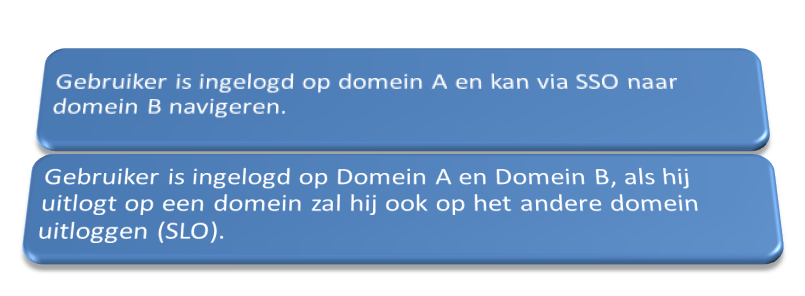 Gebruiker is ingelogd op domein A en kan via SSO naar
domein B navigeren.
Gebruiker is ingelogd op Domein A en Domein B, als hij
uitlogt op een domein zal hij ook op het andere domein
uitloggen (SLO).